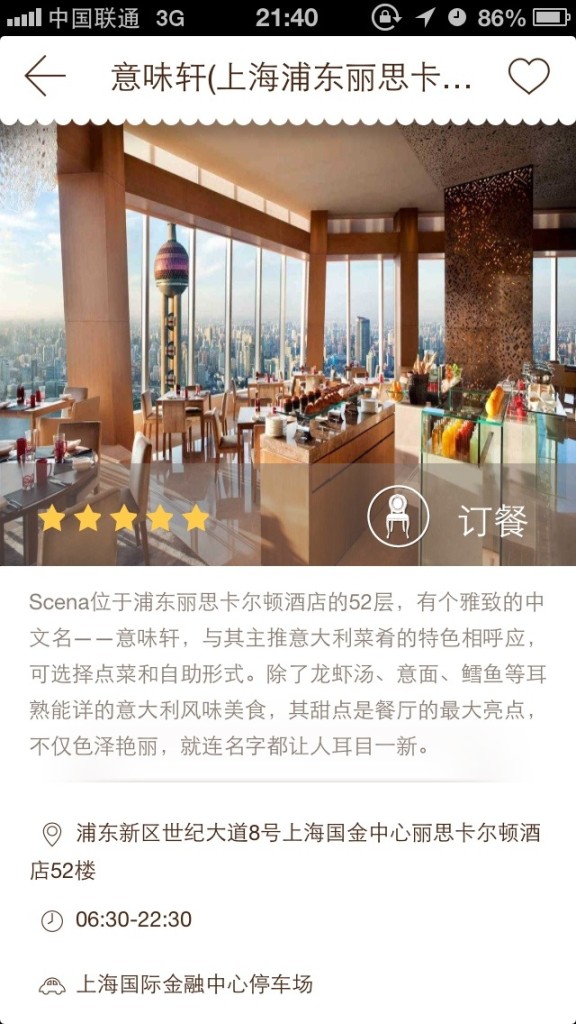 中国联通 3G 21:40 86%
意味轩(上海浦东丽思卡...
订餐
Scena位于浦东丽思卡尔顿酒店的52层，有个雅致的中
文名——意味轩，与其主推意大利菜肴的特色相呼应，
可选择点菜和自助形式。除了龙虾汤、意面、鳕鱼等耳
熟能详的意大利风味美食，其甜点是餐厅的最大亮点，
不仅色泽艳丽，就连名字都让人耳目一新。
浦东新区世纪大道8号上海国金中心丽思卡尔顿酒
店52楼
06:30-22:30
上海国际金融中心停车场